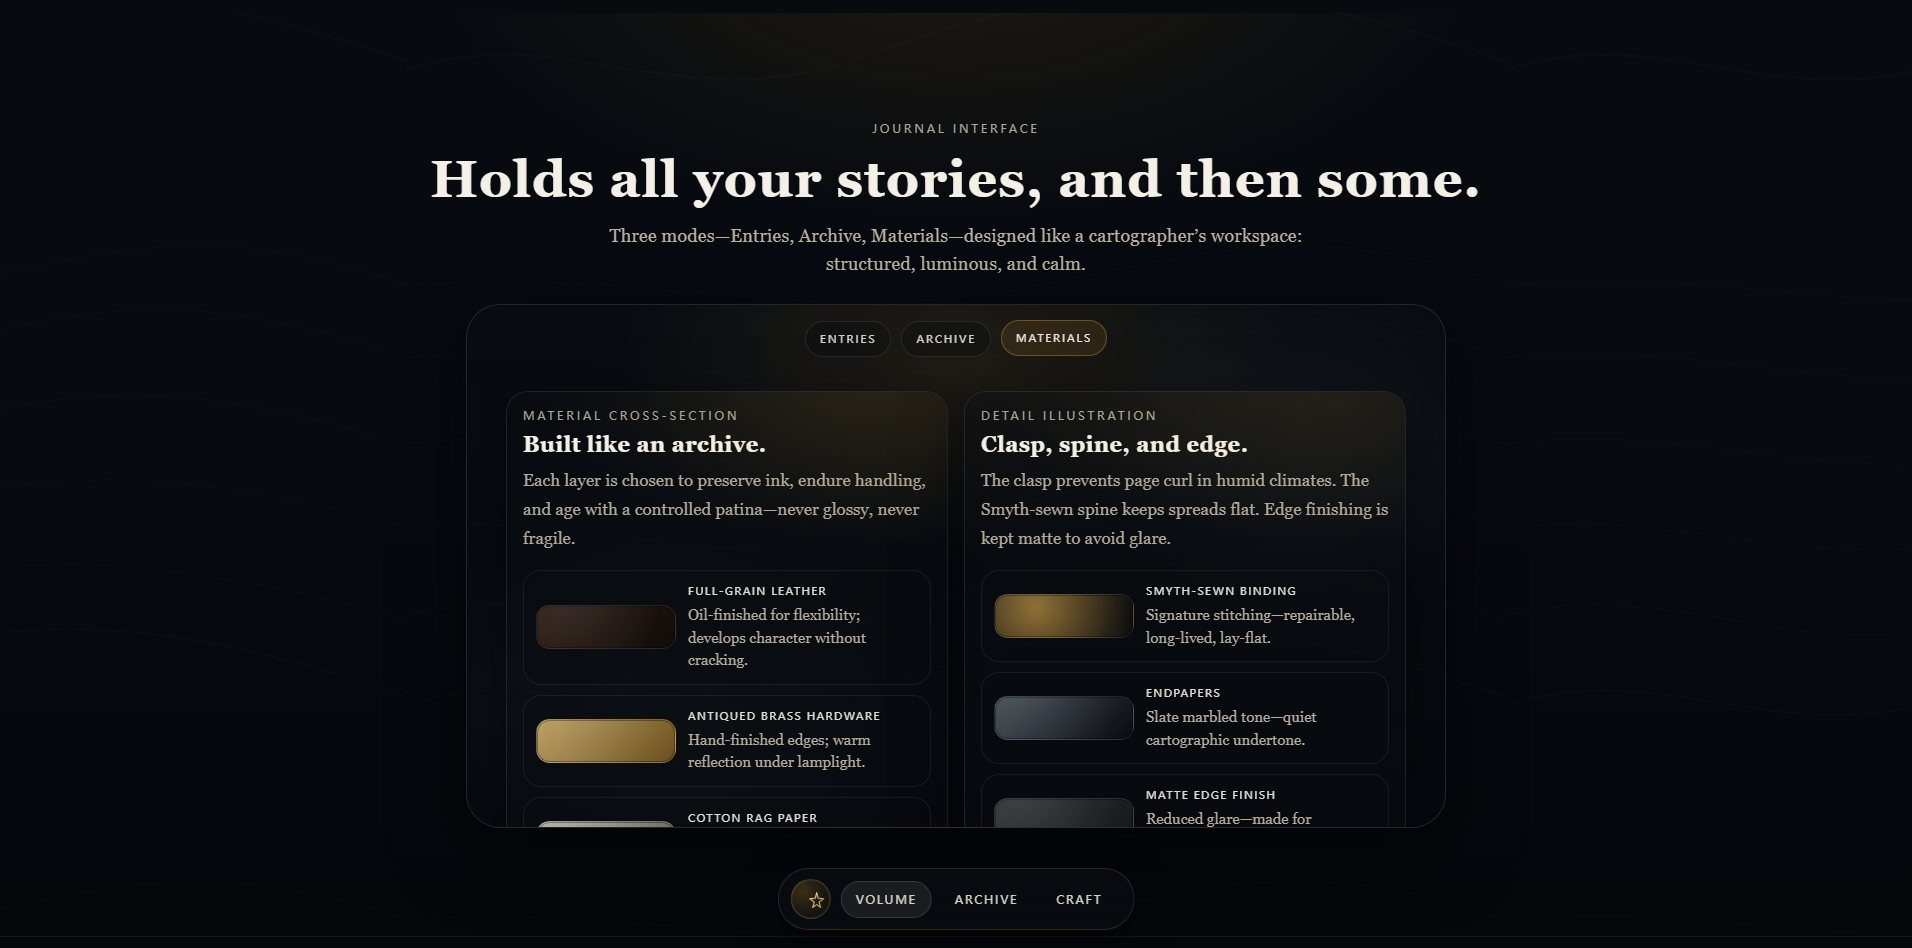 JOURNAL INTERFACE
Holds all your stories, and then some.
Three modes—Entries, Archive, Materials—designed like a cartographer’s workspace:
structured, luminous, and calm.
ENTRIES ARCHIVE MATERIALS
MATERIAL CROSS-SECTION
Built like an archive.
Each layer is chosen to preserve ink, endure handling,
and age with a controlled patina—never glossy, never
fragile.
FULL-GRAIN LEATHER
Oil-finished for flexibility;
develops character without
cracking.
ANTIQUED BRASS HARDWARE
Hand-finished edges; warm
reflection under lamplight.
COTTON RAG PAPER
DETAIL ILLUSTRATION
Clasp, spine, and edge.
The clasp prevents page curl in humid climates. The
Smyth-sewn spine keeps spreads flat. Edge finishing is
kept matte to avoid glare.
SMYTH-SEWN BINDING
Signature stitching—repairable,
long-lived, lay-flat.
ENDPAPERS
Slate marbled tone—quiet
cartographic undertone.
MATTE EDGE FINISH
Reduced glare—made for
VOLUME ARCHIVE CRAFT